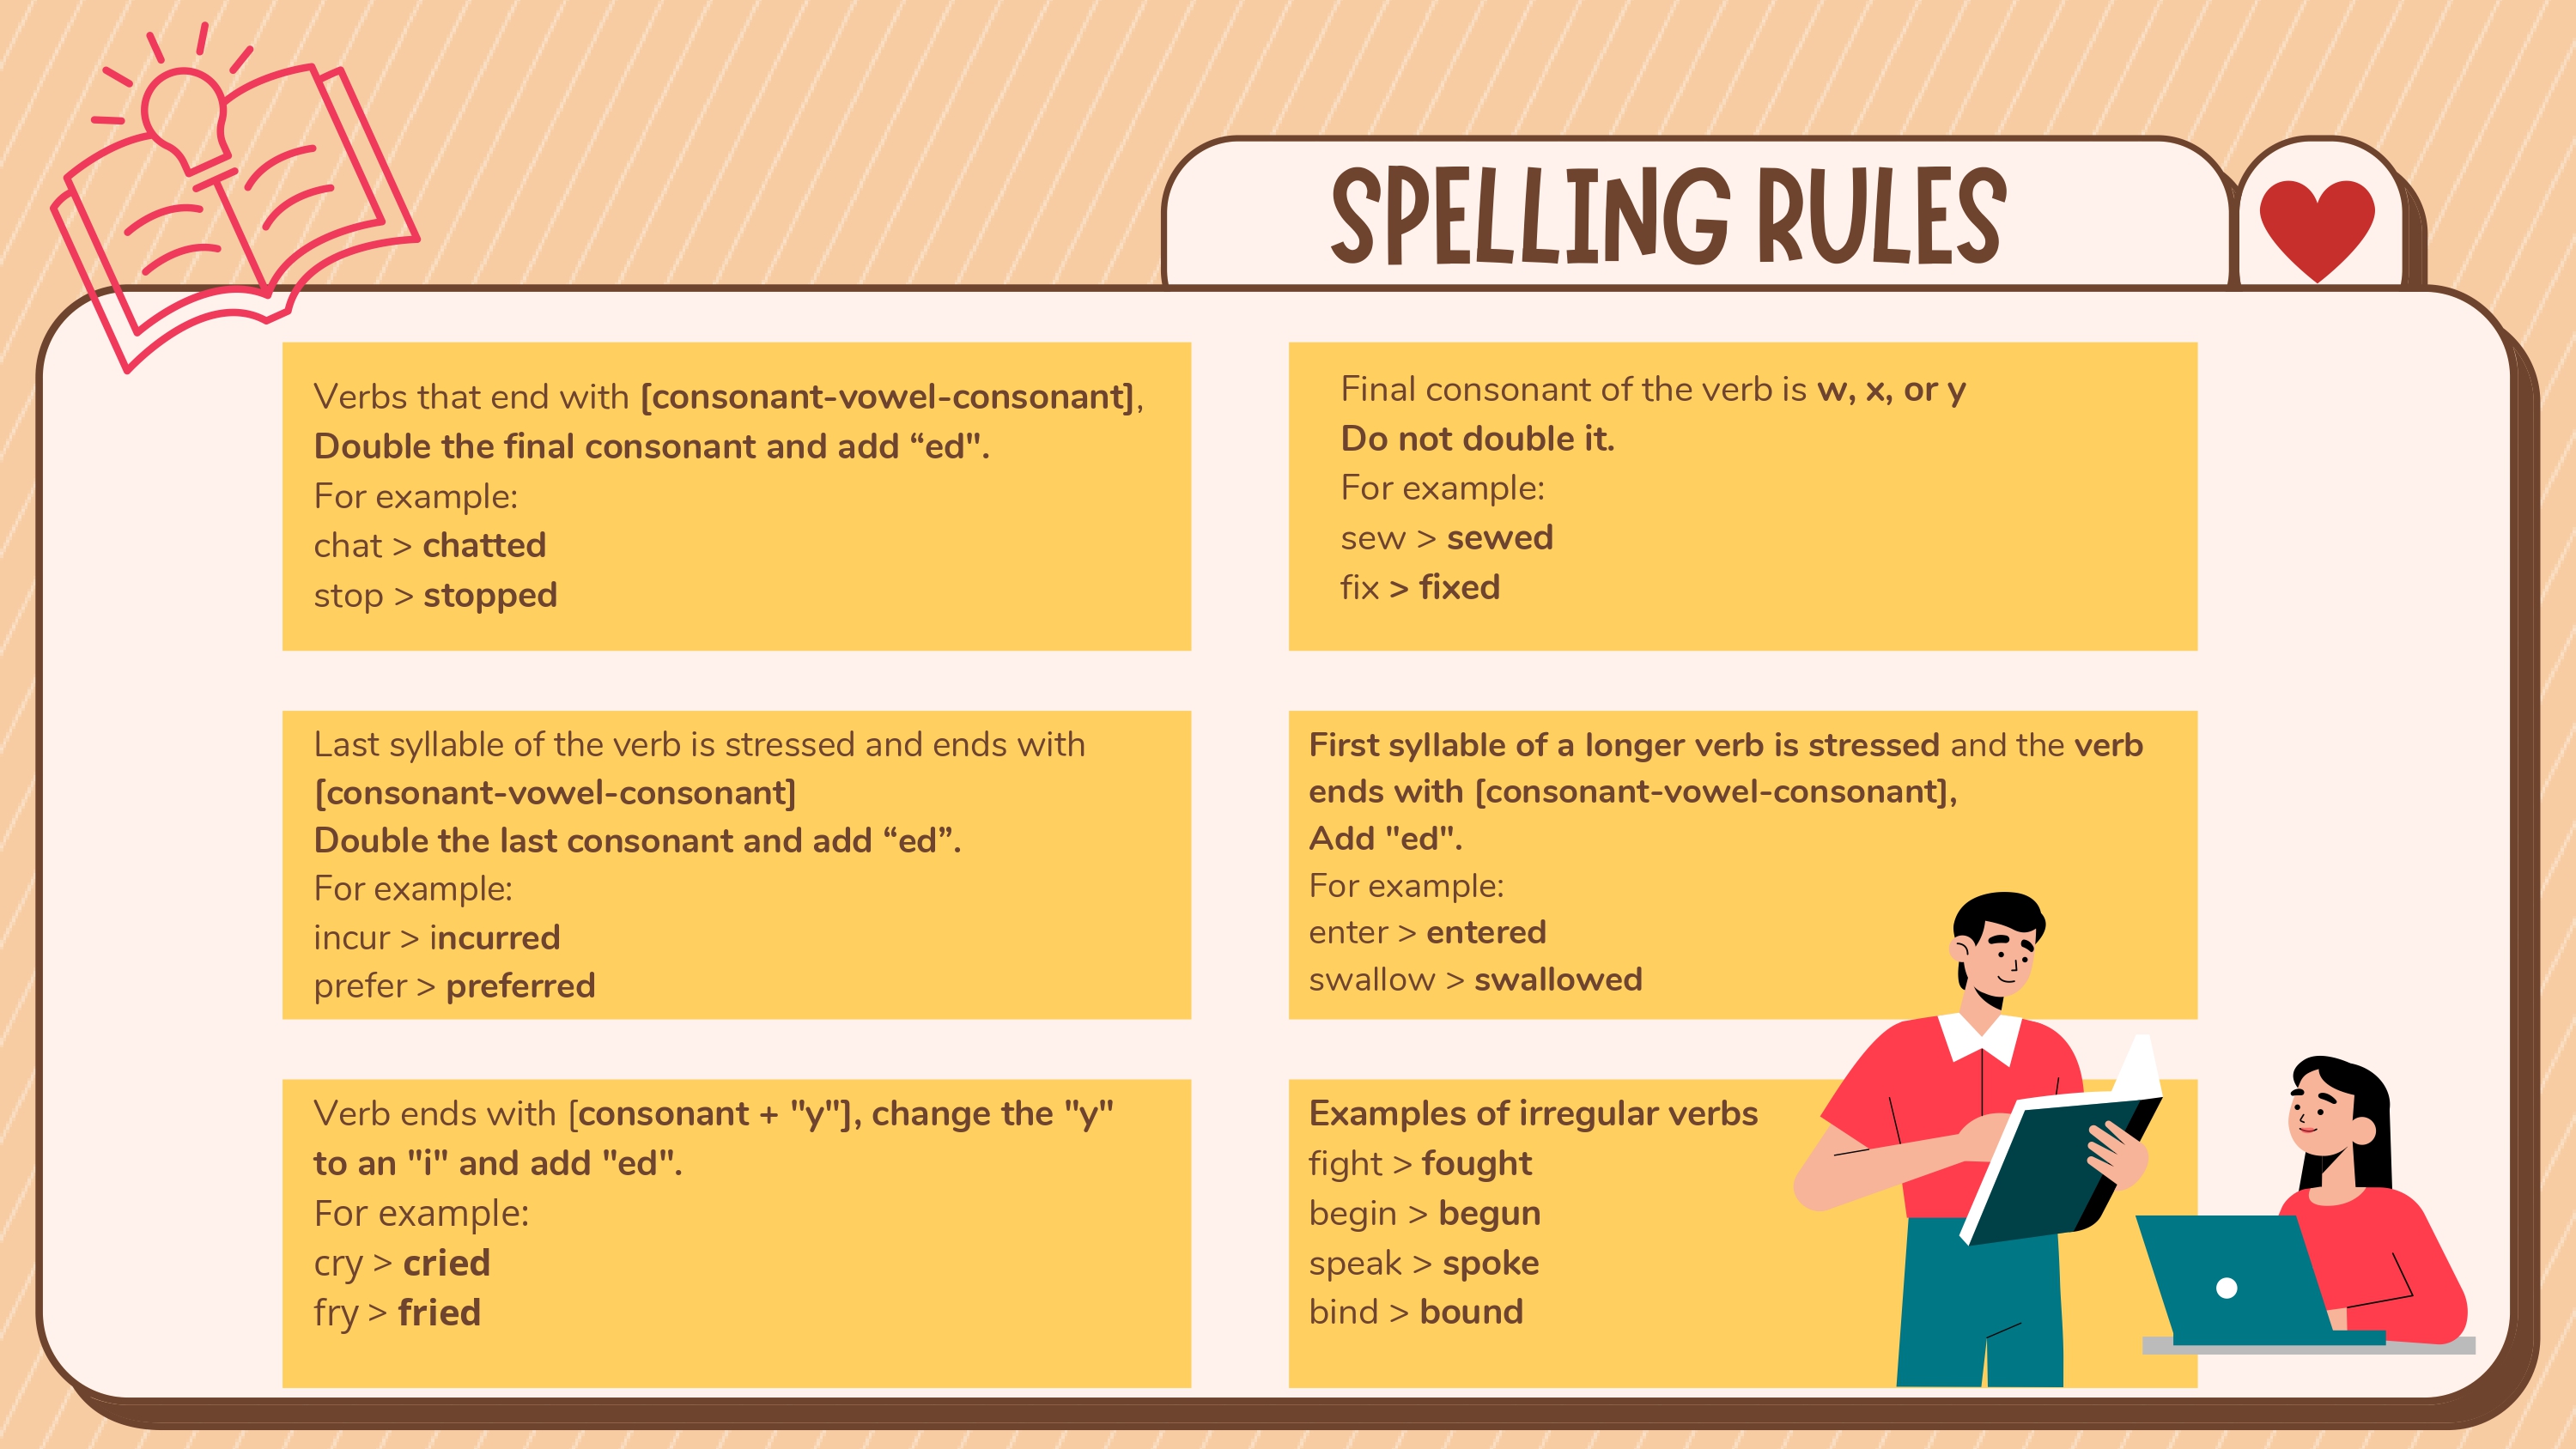 SPELLING RULES
Verbs that end with [consonant-vowel-consonant],
Double the final consonant and add “ed".
For example:
chat > chatted
stop > stopped
Final consonant of the verb is w, x, or y
Do not double it.
For example:
sew > sewed
fix > fixed
Last syllable of the verb is stressed and ends with
[consonant-vowel-consonant]
Double the last consonant and add “ed”.
For example:
incur > incurred
prefer > preferred
First syllable of a longer verb is stressed and the verb
ends with [consonant-vowel-consonant],
Add "ed".
For example:
enter > entered
swallow > swallowed
Verb ends with [consonant + "y"], change the "y"
to an "i" and add "ed".
For example:
cry > cried
fry > fried
Examples of irregular verbs
fight > fought
begin > begun
speak > spoke
bind > bound